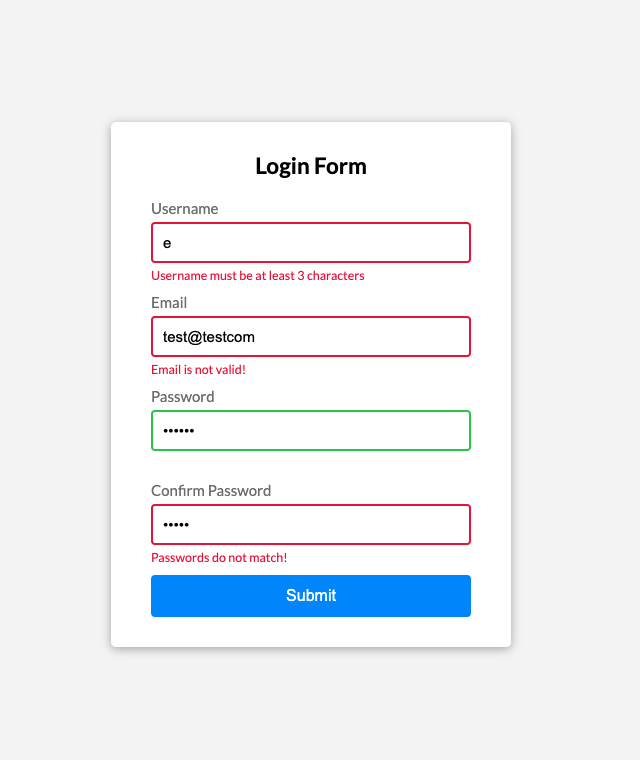 Login Form
Username
e
Username must be at least 3 characters
Email
test@testcom
Email is not valid!
Password
••••••
Confirm Password
•••••
Passwords do not match!
Submit